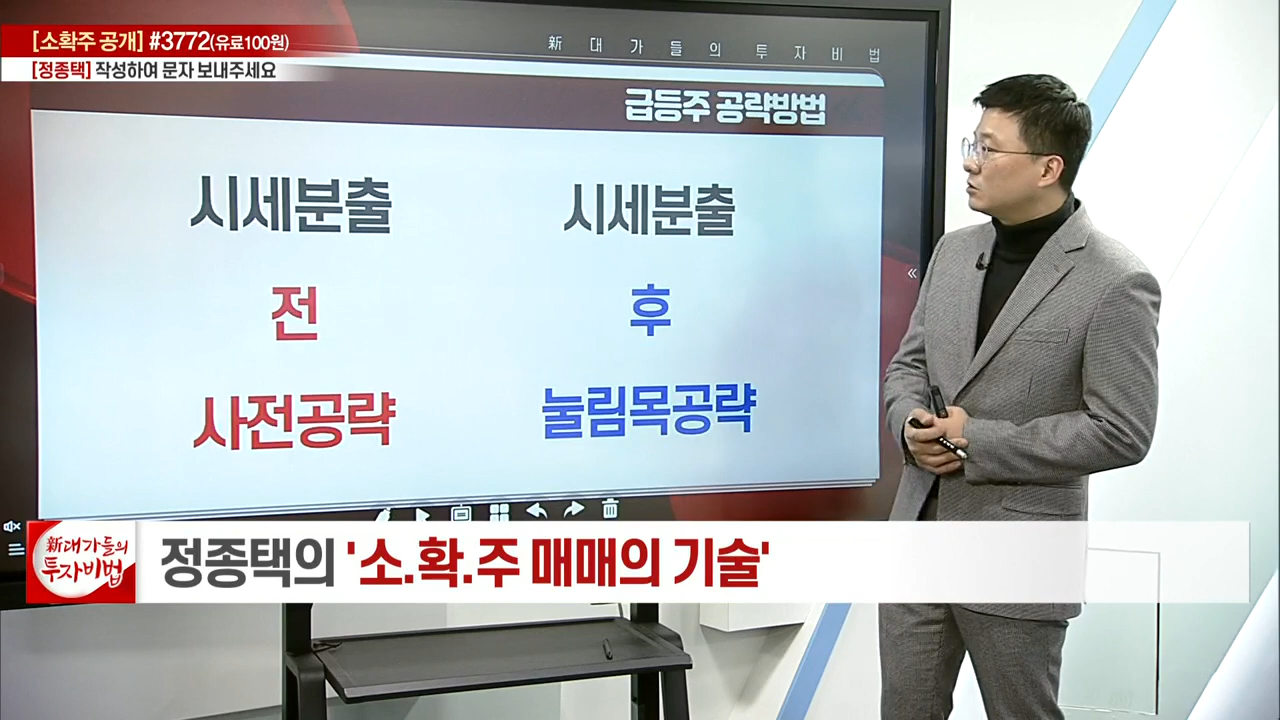 [소확주 공개] #3772(유료100원)
[정종택] 작성하여 문자 보내주세요
新 대 가 들 의 투 자 비 법
급등주 공략방법
시세분출 시세분출
전 후
사전공략 눌림목공략
新대가들의
투자비법
정종택의 '소.확.주 매매의 기술'